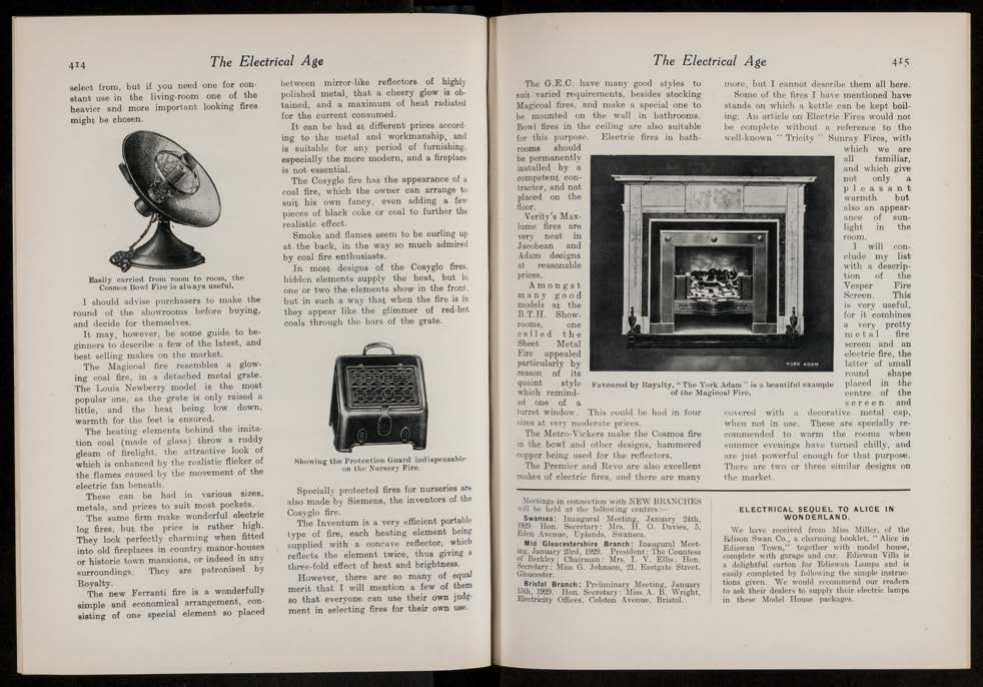 414
The Electrical Age
select from, but if you need one for con-
stant use in the living-room one of the
heavier and more important looking fires
might be chosen.
Easily carried from room to room, the
Cosmos Bowl Fire is always useful.
I should advise purchasers to make the
round of the showrooms before buying,
and decide for themselves.
It may, however, be some guide to be-
ginners to describe a few of the latest, and
best selling makes on the market.
The Magicoal fire resembles a glow-
ing coal fire, in a detached metal grate.
The Louis Newberry model is the most
popular one, as the grate is only raised a
little, and the heat being low down,
warmth for the feet is ensured.
The heating elements behind the imita-
tion coal (made of glass) throw a ruddy
gleam of firelight, the attractive look of
which is enhanced by the realistic flicker of
the flames caused by the movement of the
electric fan beneath.
These can be had in various sizes,
metals, and prices to suit most pockets.
The same firm make wonderful electric
log fires, but the price is rather high.
They look perfectly charming when fitted
into old fireplaces in country manor-houses
or historic town mansions, or indeed in any
surroundings. They are patronised by
Royalty.
The new Ferranti fire is a wonderfully
simple and economical arrangement, con-
sisting of one special element so placed
between mirror-like reflectors of highly
polished metal, that a cheery glow is ob-
tained, and a maximum of heat radiated
for the current consumed.
It can be had at different prices accord-
ing to the metal and workmanship, and
is suitable for any period of furnishing,
especially the more modern, and a fireplace
is not essential.
The Cosyglo fire has the appearance of a
coal fire, which the owner can arrange to
suit his own fancy, even adding a few
pieces of black coke or coal to further the
realistic effect.
Smoke and flames seem to be curling up
at the back, in the way so much admired
by coal fire enthusiasts.
In most designs of the Cosyglo fires,
hidden elements supply the heat, but in
one or two the elements show in the front,
but in such a way that when the fire is in
they appear like the glimmer of red-hot
coals through the bars of the grate.
Showing the Protection Guard indispensable
on the Nursery Fire.
Specially protected fires for nurseries are
also made by Siemens, the inventors of the
Cosyglo fire.
The Inventum is a very efficient portable
type of fire, each heating element being
supplied with a concave reflector, which
reflects the element twice, thus giving a
three-fold effect of heat and brightness.
However, there are so many of equal
merit that I will mention a few of them
so that everyone can use their own judg-
ment in selecting fires for their own use.
The Electrical Age
415
The G.E.C. have many good styles to
suit varied requirements, besides stocking
Magicoal fires, and make a special one to
be mounted on the wall in bathrooms.
Bowl fires in the ceiling are also suitable
for this purpose. Electric fires in bath-
rooms should
be permanently
installed by a
competent con-
tractor, and not
placed on the
floor.
Verity's Max-
lume fires are
very neat in
Jacobean and
Adam designs
at reasonable
prices.
Amongst
many good
models at the
B.T.H. Show-
rooms, one
called the
Sheet Metal
Fire appealed
particularly by
reason of its
quaint style
which remind-
ed one of a
turret window. This could be had in four
sizes at very moderate prices.
The Metro-Vickers make the Cosmos fire
in the bowl and other designs, hammered
copper being used for the reflectors.
The Premier and Revo are also excellent
makes of electric fires, and there are many
YORK ADAM
Favoured by Royalty, "The York Adam" is a beautiful example
of the Magicoal Fire.
more, but I cannot describe them all here.
Some of the fires I have mentioned have
stands on which a kettle can be kept boil-
ing. An article on Electric Fires would not
be complete without a reference to the
well-known "Tricity" Sunray Fires, with
which we are
all familiar,
and which give
not only a
pleasant
warmth but
also an appear-
ance of sun-
light in the
room.
I will con-
clude my list
with a descrip-
tion of the
Vesper Fire
Screen. This
is very useful,
for it combines
a very pretty
metal fire
screen and an
electric fire, the
latter of small
round shape
placed in the
centre of the
screen and
covered with a decorative metal cap,
when not in use. These are specially re-
commended to warm the rooms when
summer evenings have turned chilly, and
are just powerful enough for that purpose.
There are two or three similar designs on
the market.
Meetings in connection with NEW BRANCHES
will be held at the following centres:—
Swansea: Inaugural Meeting, January 24th,
1929. Hon. Secretary: Mrs. H. O. Davies, 5,
Eden Avenue, Uplands, Swansea.
Mid Gloucestershire Branch: Inaugural Meet-
ing, January 23rd, 1929. President: The Countess
of Berkley; Chairman: Mrs. I. V. Ellis; Hon.
Secretary: Miss G. Johnson, 21, Eastgate Street,
Gloucester.
Bristol Branch: Preliminary Meeting, January
15th, 1929. Hon. Secretary: Miss A. B. Wright,
Electricity Offices, Colston Avenue, Bristol.
ELECTRICAL SEQUEL TO ALICE IN
WONDERLAND.
We have received from Miss Miller, of the
Edison Swan Co., a charming booklet, "Alice in
Ediswan Town," together with model house,
complete with garage and car. Ediswan Villa is
a delightful carton for Ediswan Lamps and is
easily completed by following the simple instruc-
tions given. We would recommend our readers
to ask their dealers to supply their electric lamps
in these Model House packages.